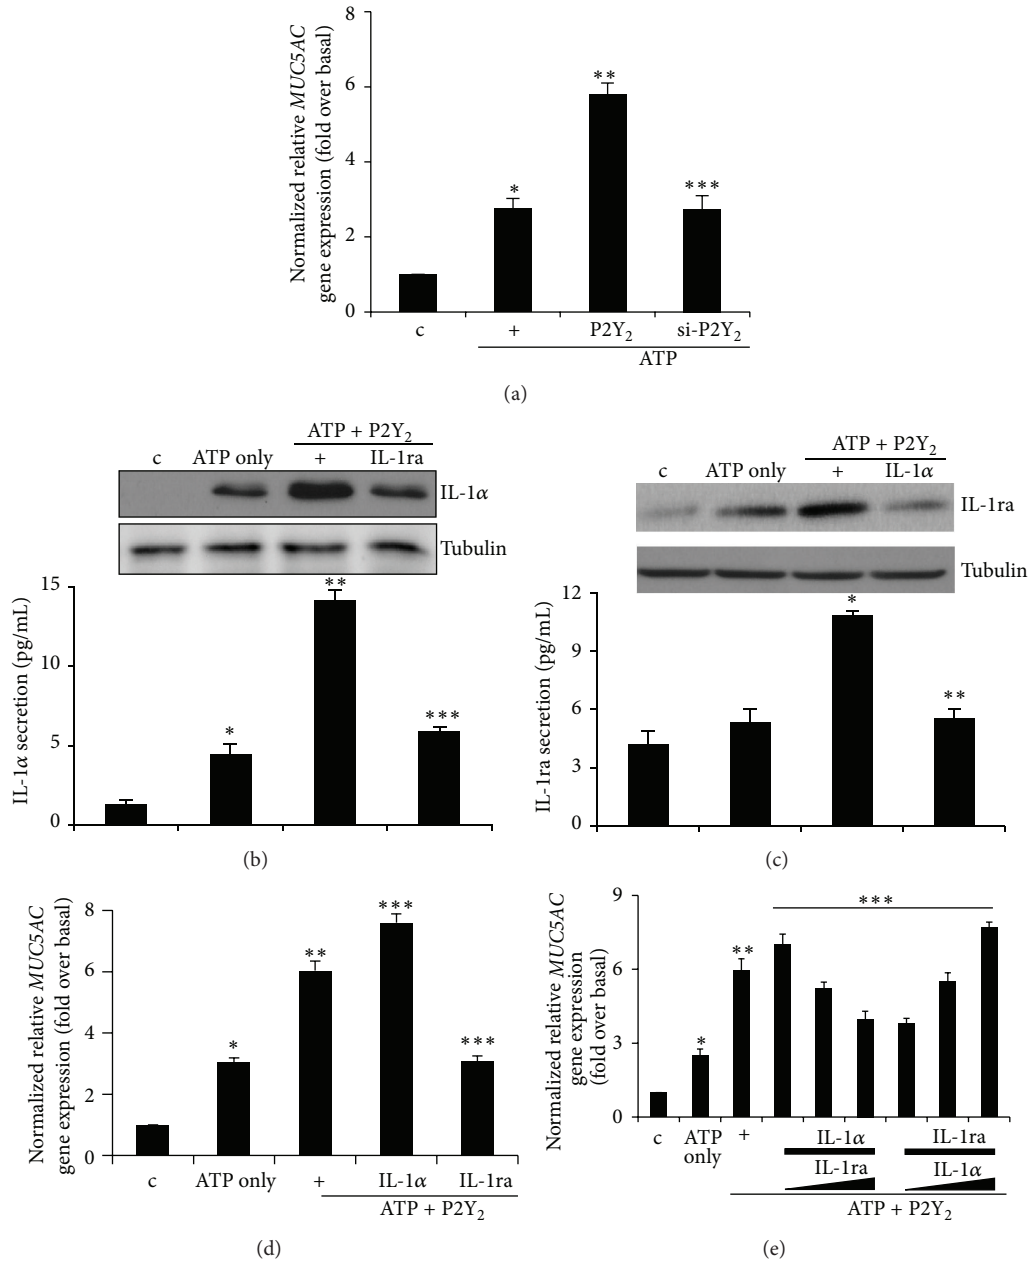 Normalized relative MUC5AC
gene expression (fold over basal)
8
6
4
2
0
*
**
***
c
+
P2Y₂
si-P2Y₂
ATP
(a)
ATP + P2Y₂
c ATP only + IL-1ra
IL-1α
Tubulin
IL-1α secretion (pg/mL)
15
10
5
0
*
**
***
(b)
ATP + P2Y₂
c ATP only + IL-1α
IL-1ra
Tubulin
IL-1ra secretion (pg/mL)
12
9
6
3
0
*
**
(c)
Normalized relative MUC5AC
gene expression (fold over basal)
8
6
4
2
0
*
**
***
***
c ATP only + IL-1α IL-1ra
ATP + P2Y₂
(d)
Normalized relative MUC5AC
gene expression
(fold over basal)
9
6
3
0
*
**
***
c
ATP
only
+
IL-1α
IL-1ra
IL-1ra
IL-1α
ATP + P2Y₂
(e)